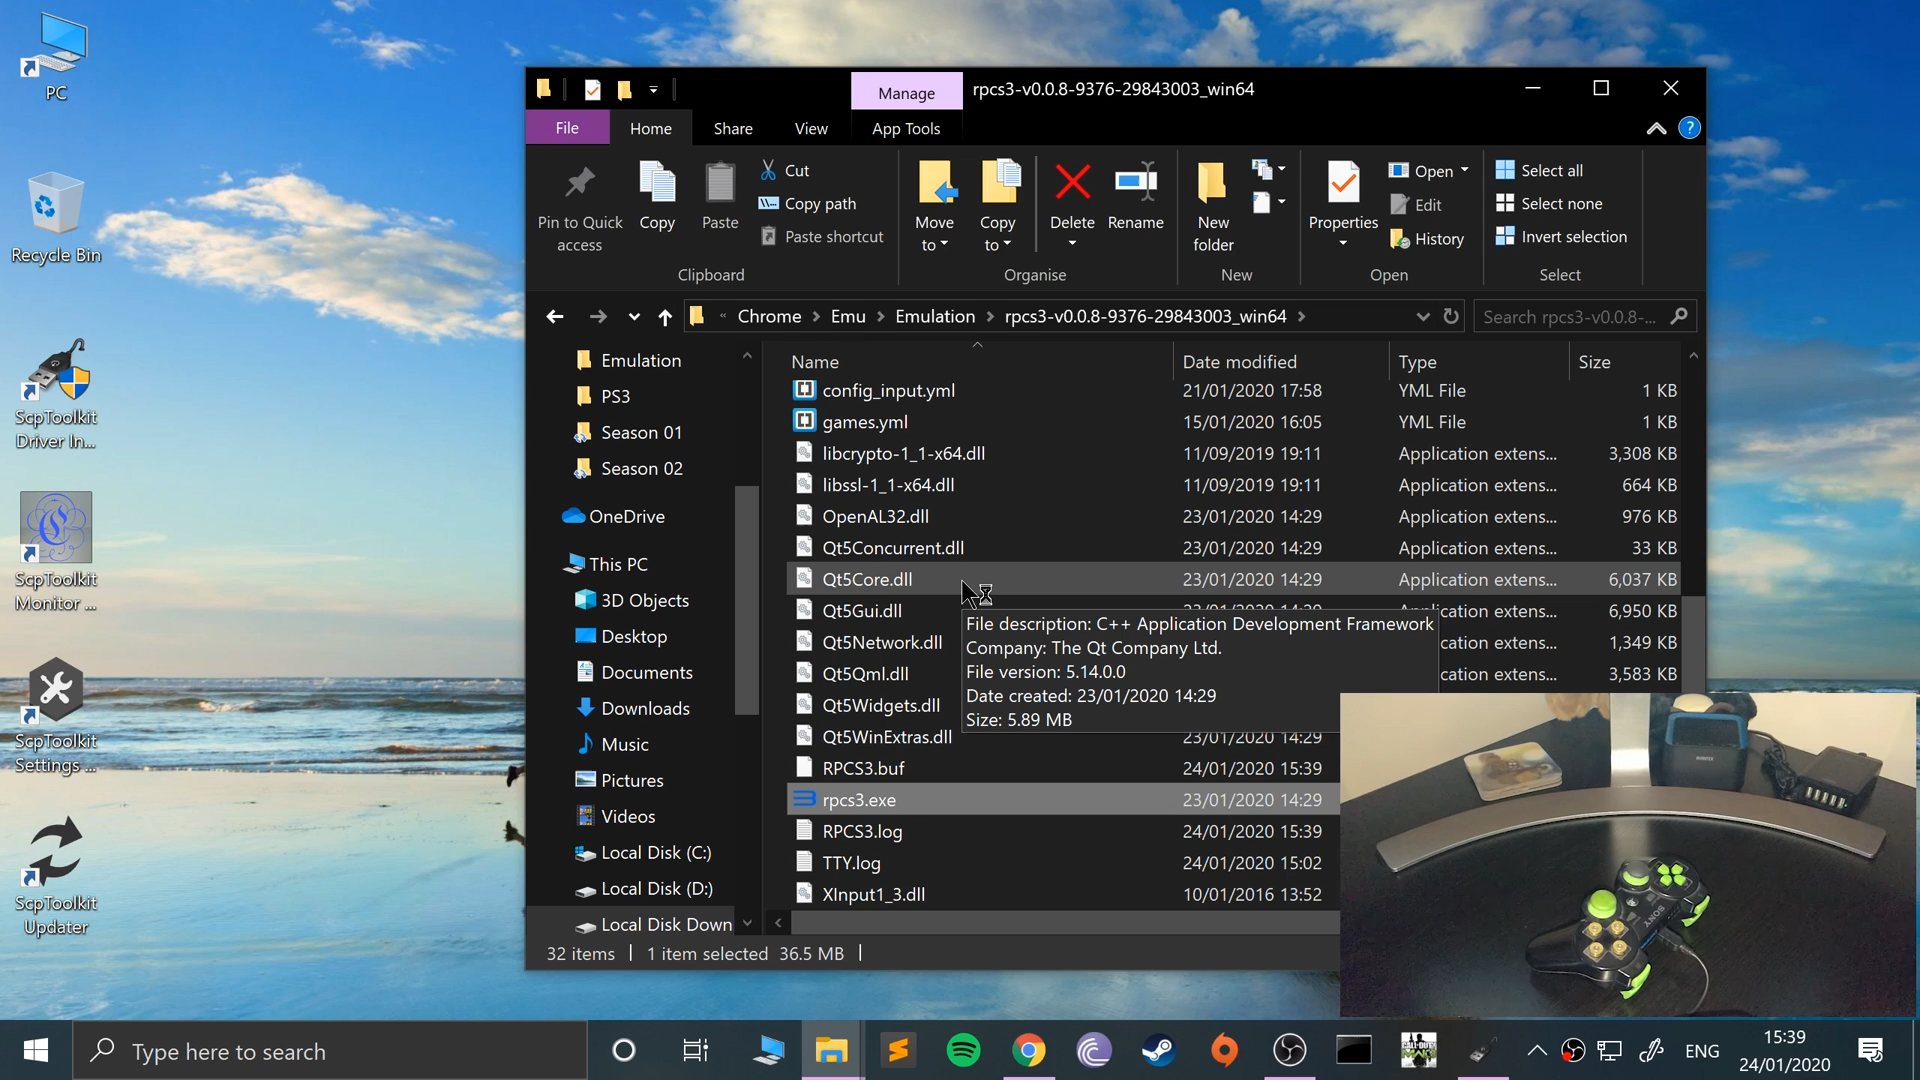 PC
Recycle Bin
ScpToolkit
Driver In...
ScpToolkit
Monitor ...
ScpToolkit
Settings ...
ScpToolkit
Updater
Manage
rpcs3-v0.0.8-9376-29843003_win64
File
Home
Share
View
App Tools
Pin to Quick
access
Copy
Paste
Cut
Copy path
Paste shortcut
Clipboard
Move
to
Copy
to
Delete
Rename
Organise
New
folder
New
Properties
Open
Edit
History
Open
Select all
Select none
Invert selection
Select
« Chrome > Emu > Emulation > rpcs3-v0.0.8-9376-29843003_win64 >
Search rpcs3-v0.0.8-...
Emulation
PS3
Season 01
Season 02
OneDrive
This PC
3D Objects
Desktop
Documents
Downloads
Music
Pictures
Videos
Local Disk (C:)
Local Disk (D:)
Local Disk Down
Name Date modified Type Size
config_input.yml 21/01/2020 17:58 YML File 1 KB
games.yml 15/01/2020 16:05 YML File 1 KB
libcrypto-1_1-x64.dll 11/09/2019 19:11 Application extens... 3,308 KB
libssl-1_1-x64.dll 11/09/2019 19:11 Application extens... 664 KB
OpenAL32.dll 23/01/2020 14:29 Application extens... 976 KB
Qt5Concurrent.dll 23/01/2020 14:29 Application extens... 33 KB
Qt5Core.dll 23/01/2020 14:29 Application extens... 6,037 KB
Qt5Gui.dll 23/01/2020 14:29 Application extens... 6,950 KB
Qt5Network.dll cation extens... 1,349 KB
Qt5Qml.dll cation extens... 3,583 KB
Qt5Widgets.dll
Qt5WinExtras.dll 23/01/2020 14:29
RPCS3.buf 24/01/2020 15:39
rpcs3.exe 23/01/2020 14:29
RPCS3.log 24/01/2020 15:39
TTY.log 24/01/2020 15:02
XInput1_3.dll 10/01/2016 13:52
File description: C++ Application Development Framework
Company: The Qt Company Ltd.
File version: 5.14.0.0
Date created: 23/01/2020 14:29
Size: 5.89 MB
32 items
1 item selected 36.5 MB
SONY
Type here to search
ENG
15:39
24/01/2020